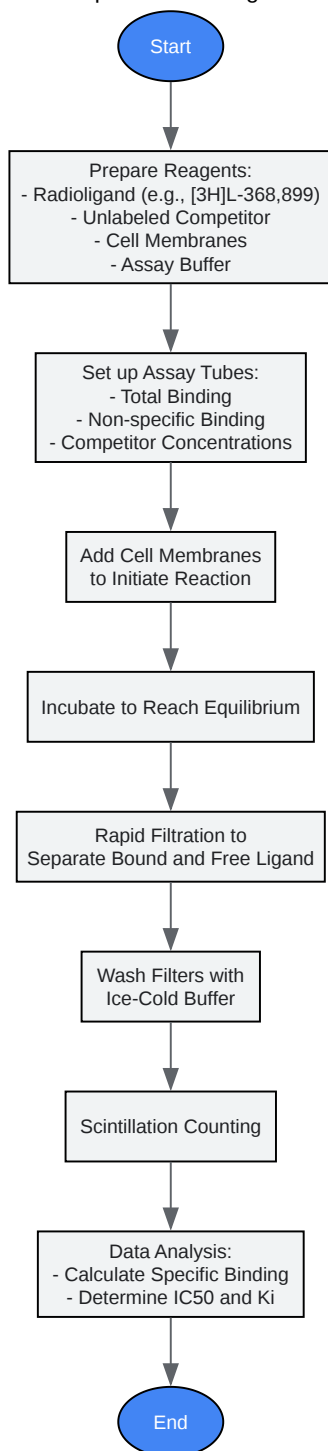 Start
Prepare Reagents:
- Radioligand (e.g., [3H]L-368,899)
- Unlabeled Competitor
- Cell Membranes
- Assay Buffer
Set up Assay Tubes:
- Total Binding
- Non-specific Binding
- Competitor Concentrations
Add Cell Membranes
to Initiate Reaction
Incubate to Reach Equilibrium
Rapid Filtration to
Separate Bound and Free Ligand
Wash Filters with
Ice-Cold Buffer
Scintillation Counting
Data Analysis:
- Calculate Specific Binding
- Determine IC50 and Ki
End